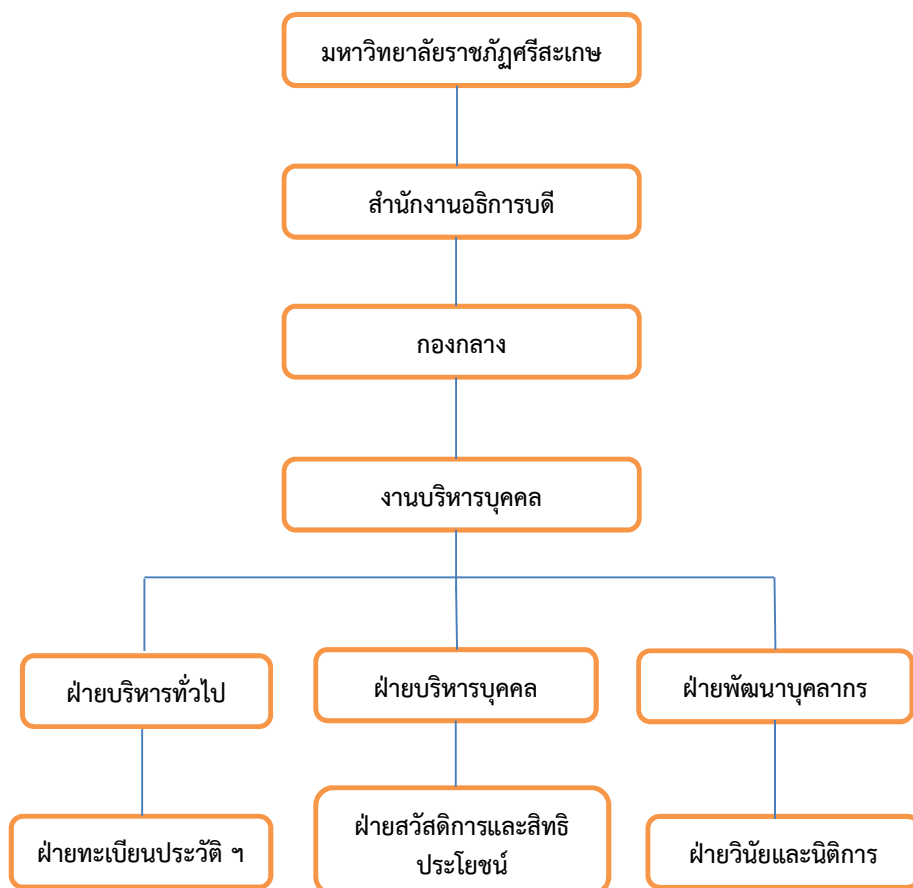 มหาวิทยาลัยราชภัฏศรีสะเกษ
สำนักงานอธิการบดี
กองกลาง
งานบริหารบุคคล
ฝ่ายบริหารทั่วไป
ฝ่ายบริหารบุคคล
ฝ่ายพัฒนาบุคลากร
ฝ่ายทะเบียนประวัติ ฯ
ฝ่ายสวัสดิการและสิทธิ
ประโยชน์
ฝ่ายวินัยและนิติการ